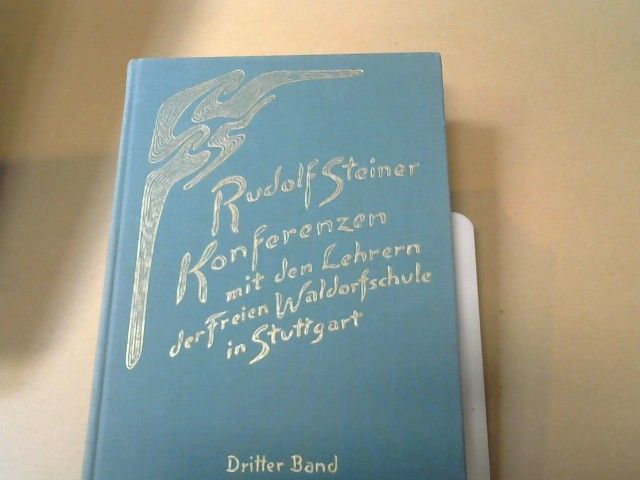 Rudolf Steiner
Konferenzen
mit den Lehrern
der Freien Waldorfschule
in Stuttgart
Dritter Band